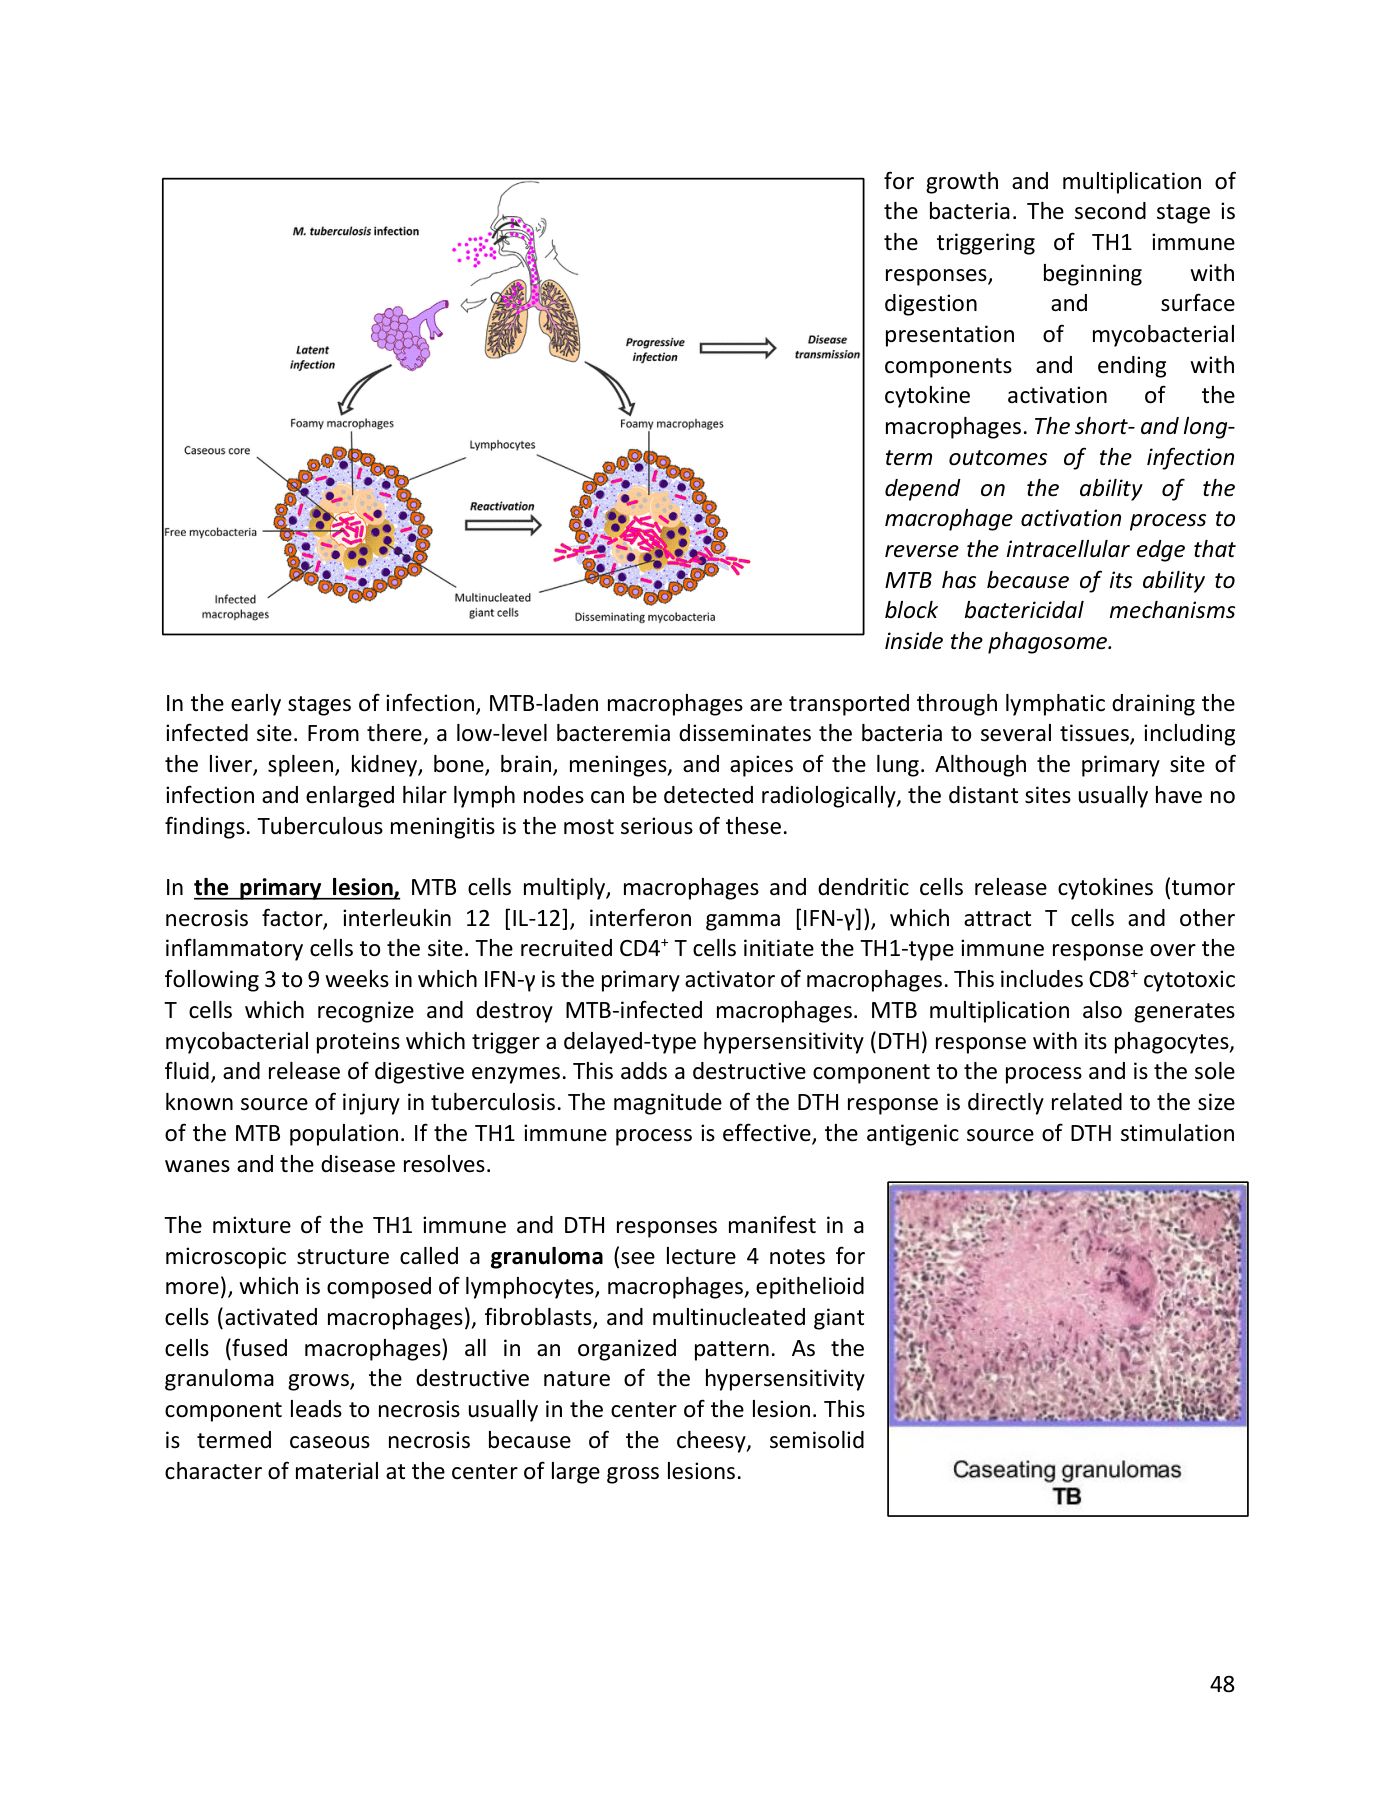 M. tuberculosis infection
Latent
infection
Progressive
infection
Disease
transmission
Foamy macrophages
Foamy macrophages
Caseous core
Lymphocytes
Reactivation
Free mycobacteria
Infected
macrophages
Multinucleated
giant cells
Disseminating mycobacteria
for growth and multiplication of
the bacteria. The second stage is
the triggering of TH1 immune
responses, beginning with
digestion and surface
presentation of mycobacterial
components and ending with
cytokine activation of the
macrophages. The short- and long-
term outcomes of the infection
depend on the ability of the
macrophage activation process to
reverse the intracellular edge that
MTB has because of its ability to
block bactericidal mechanisms
inside the phagosome.
In the early stages of infection, MTB-laden macrophages are transported through lymphatic draining the
infected site. From there, a low-level bacteremia disseminates the bacteria to several tissues, including
the liver, spleen, kidney, bone, brain, meninges, and apices of the lung. Although the primary site of
infection and enlarged hilar lymph nodes can be detected radiologically, the distant sites usually have no
findings. Tuberculous meningitis is the most serious of these.
In the primary lesion, MTB cells multiply, macrophages and dendritic cells release cytokines (tumor
necrosis factor, interleukin 12 [IL-12], interferon gamma [IFN-γ]), which attract T cells and other
inflammatory cells to the site. The recruited CD4⁺ T cells initiate the TH1-type immune response over the
following 3 to 9 weeks in which IFN-γ is the primary activator of macrophages. This includes CD8⁺ cytotoxic
T cells which recognize and destroy MTB-infected macrophages. MTB multiplication also generates
mycobacterial proteins which trigger a delayed-type hypersensitivity (DTH) response with its phagocytes,
fluid, and release of digestive enzymes. This adds a destructive component to the process and is the sole
known source of injury in tuberculosis. The magnitude of the DTH response is directly related to the size
of the MTB population. If the TH1 immune process is effective, the antigenic source of DTH stimulation
wanes and the disease resolves.
The mixture of the TH1 immune and DTH responses manifest in a
microscopic structure called a granuloma (see lecture 4 notes for
more), which is composed of lymphocytes, macrophages, epithelioid
cells (activated macrophages), fibroblasts, and multinucleated giant
cells (fused macrophages) all in an organized pattern. As the
granuloma grows, the destructive nature of the hypersensitivity
component leads to necrosis usually in the center of the lesion. This
is termed caseous necrosis because of the cheesy, semisolid
character of material at the center of large gross lesions.
Caseating granulomas
TB
48